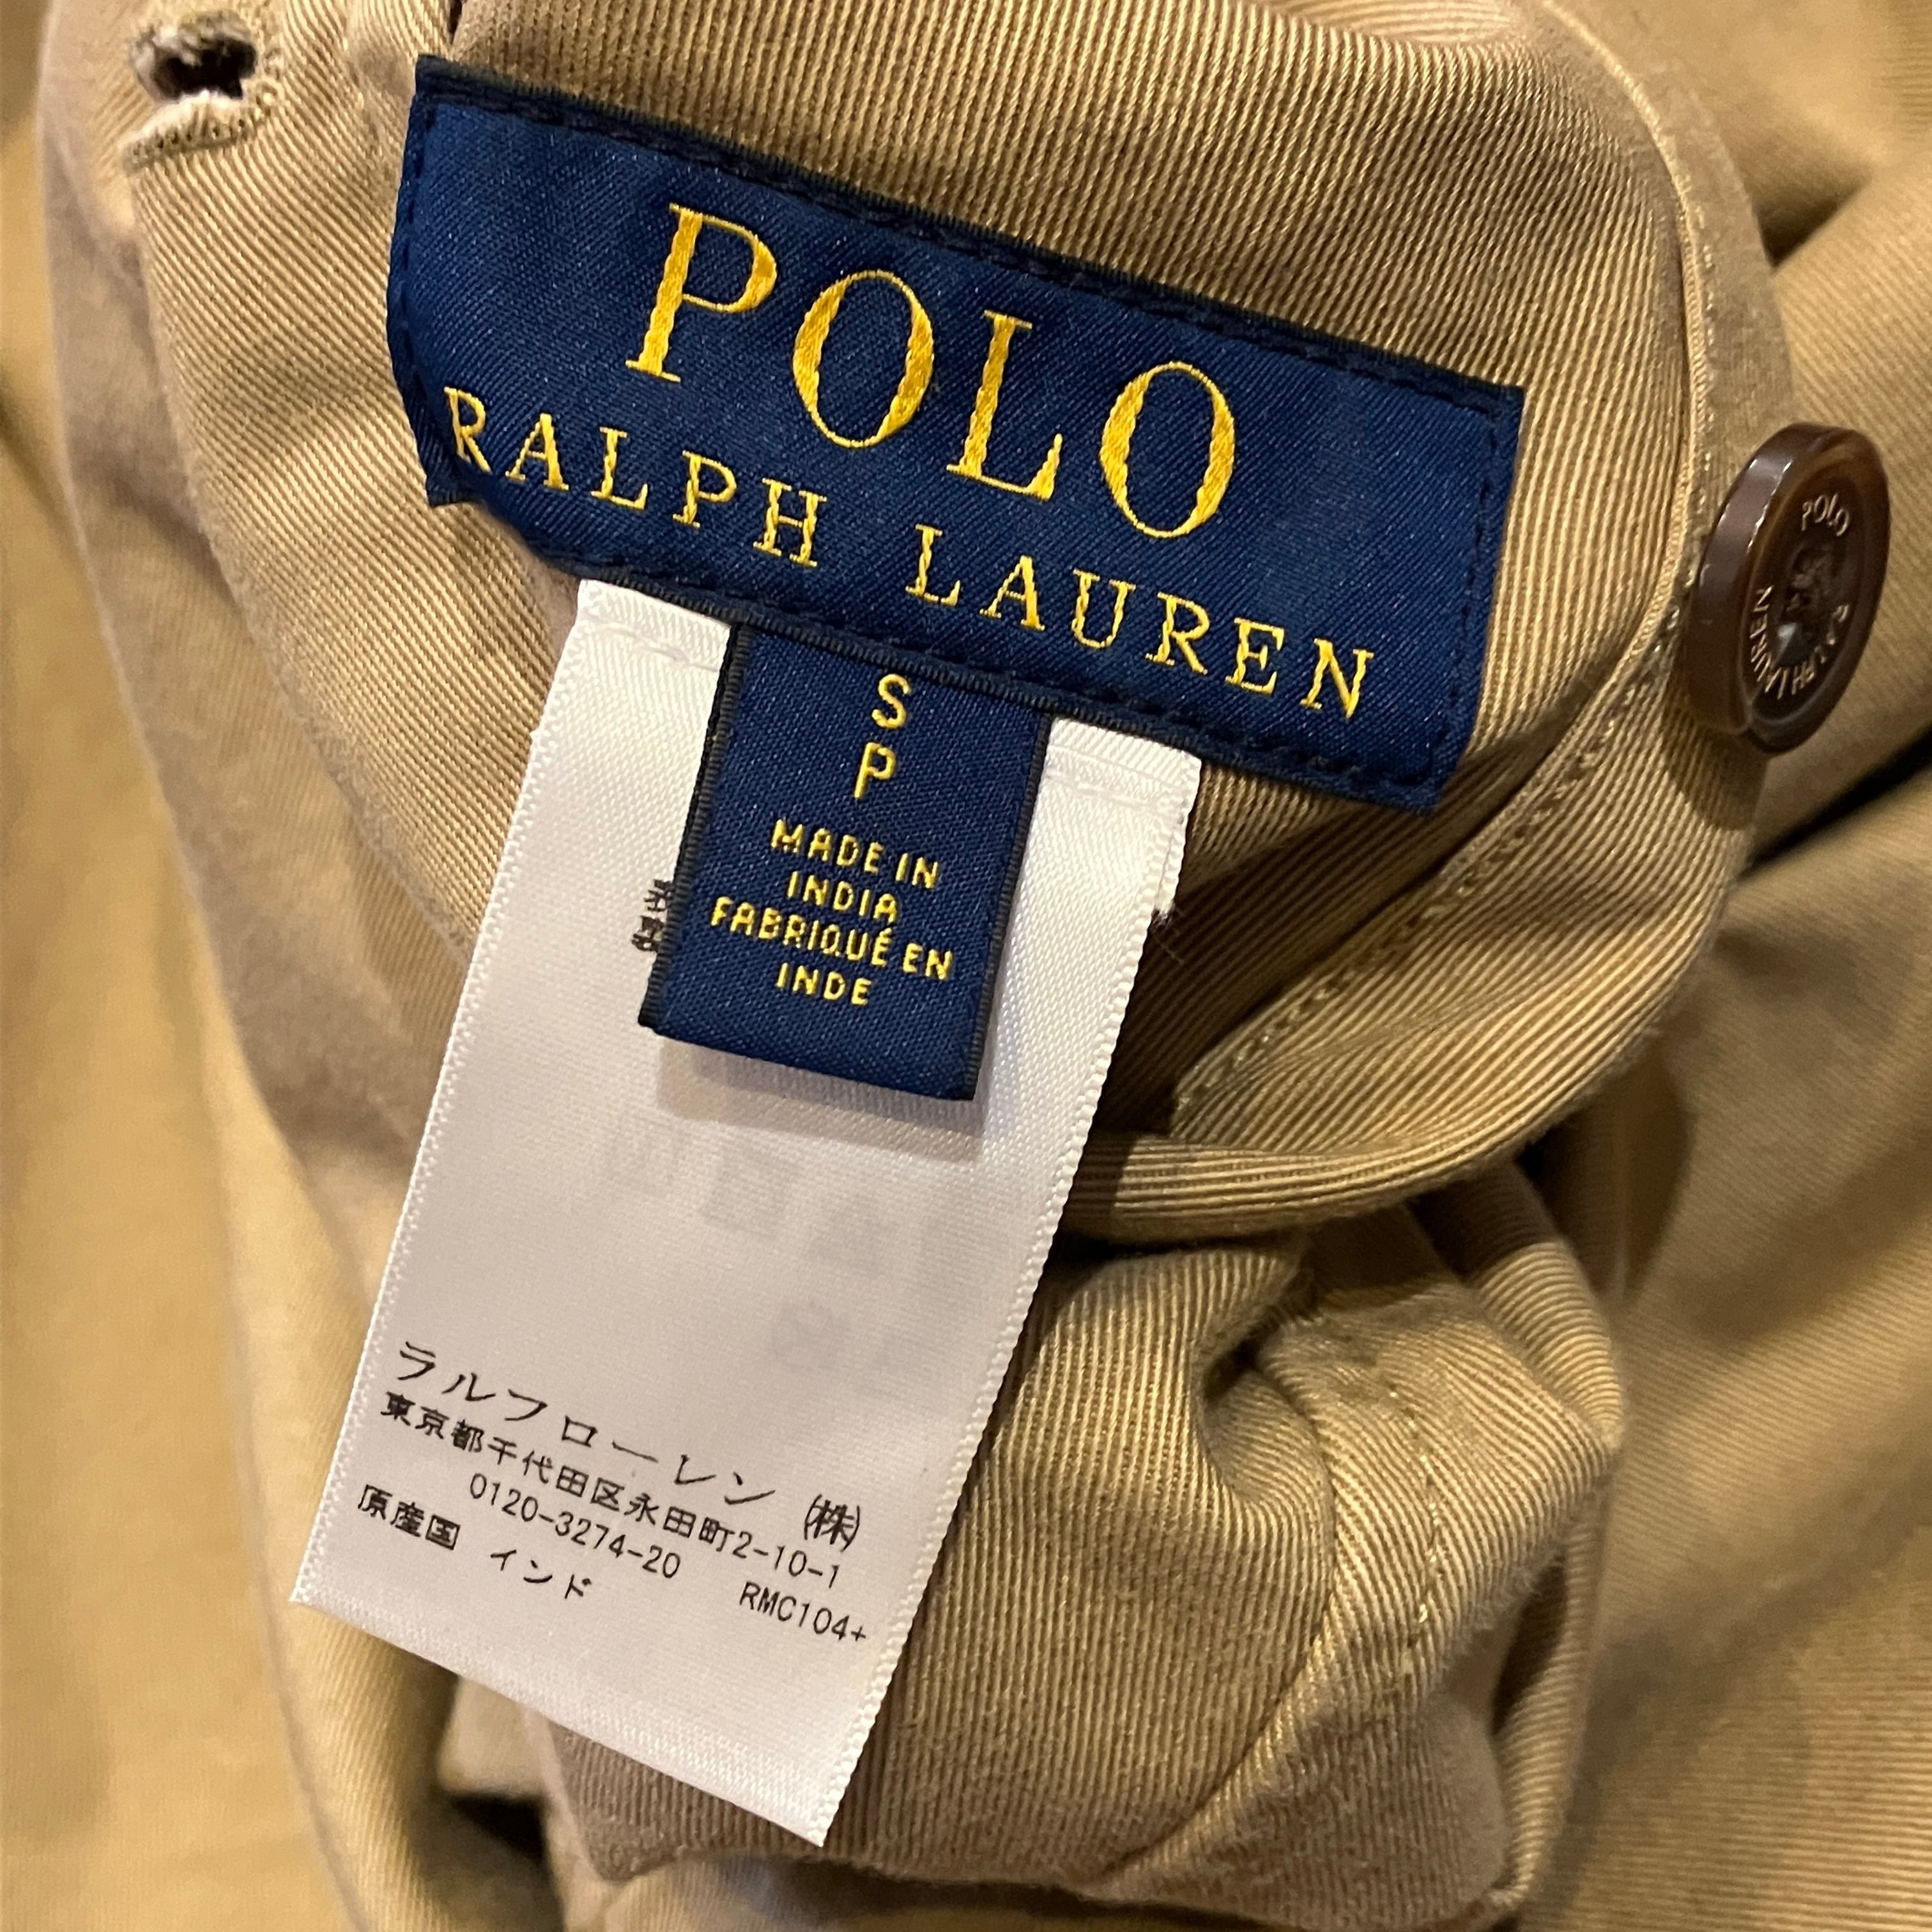 POLO
RALPH LAUREN
S
P
MADE IN
INDIA
FABRIQUÉ EN
INDE
ラルフローレン ㈱
東京都千代田区永田町2-10-1
0120-3274-20 RMC104+
原産国 インド
POLO
RALPH LAUREN